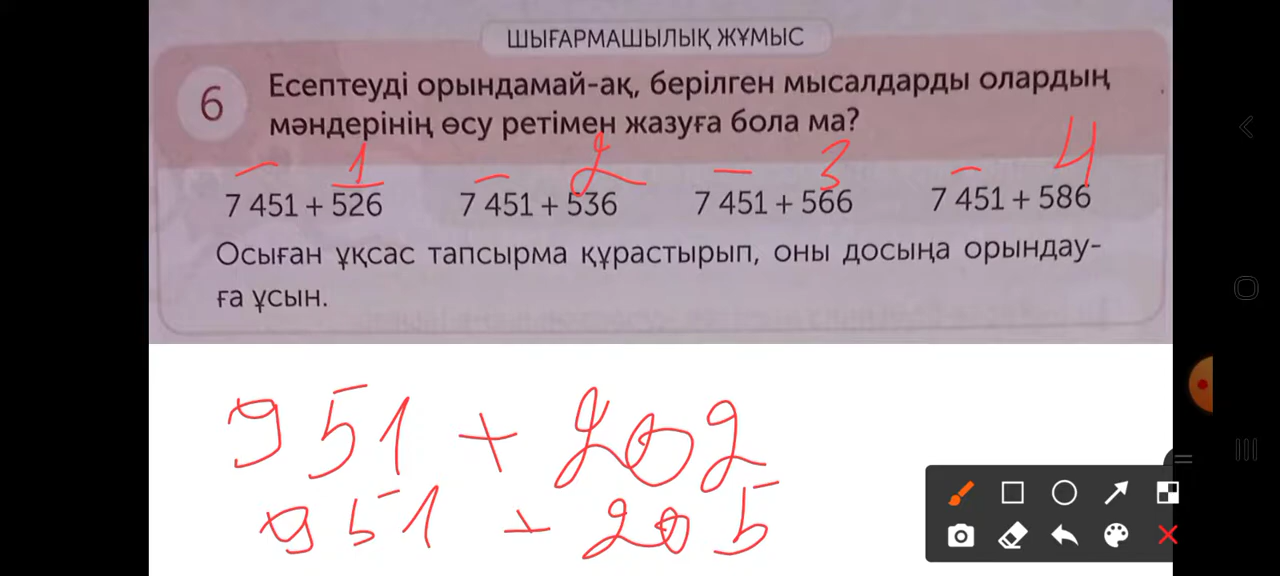 ШЫҒАРМАШЫЛЫҚ ЖҰМЫС
6
Есептеуді орындамай-ақ, берілген мысалдарды олардың
мәндерінің өсу ретімен жазуға бола ма?
1 2 3 4
7 451 + 526 7 451 + 536 7 451 + 566 7 451 + 586
Осыған ұқсас тапсырма құрастырып, оны досыңа орындау-
ға ұсын.
951 + 202
951 + 205